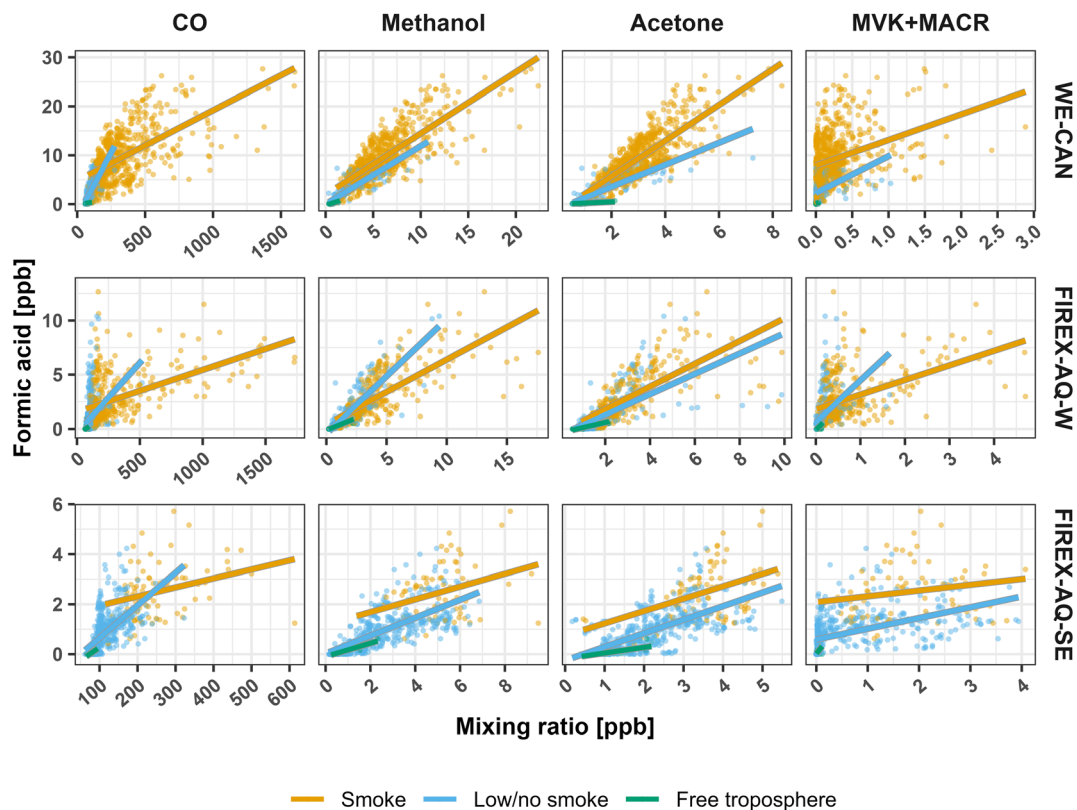 CO Methanol Acetone MVK+MACR
Formic acid [ppb]
30
20
10
0
0 500 1000 1500
0 5 10 15 20
2 4 6 8
0.0 0.5 1.0 1.5 2.0 2.5 3.0
WE-CAN
10
5
0
0 500 1000 1500
0 5 10 15
2 4 6 8 10
0 1 2 3 4
FIREX-AQ-W
6
4
2
0
100 200 300 400 500 600
0 2 4 6 8
0 1 2 3 4 5
0 1 2 3 4
FIREX-AQ-SE
Mixing ratio [ppb]
Smoke Low/no smoke Free troposphere